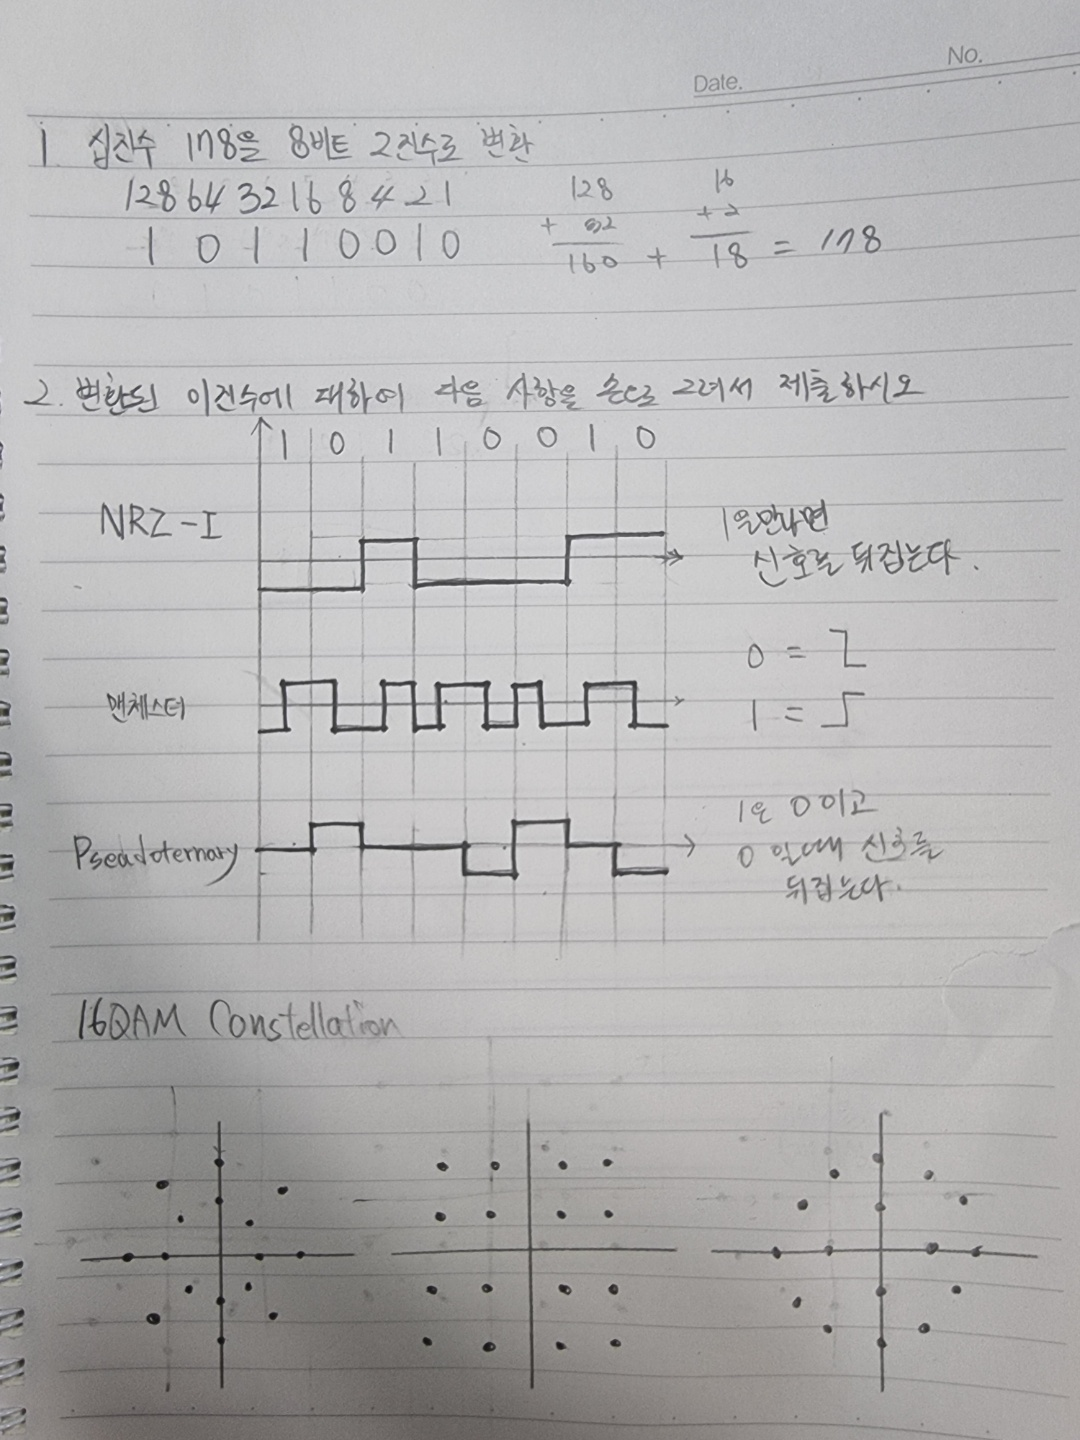 No.
Date.
1. 십진수 178을 8비트 2진수로 변환
128 64 32 16 8 4 2 1
1 0 1 1 0 0 1 0
128
+ 32
160 + 18 = 178
16
+ 2
2. 변환된 이진수에 대하여 다음 사항을 손으로 그려서 제출하시오
1 0 1 1 0 0 1 0
NRZ-I
1을만나면
신호를 뒤집는다.
맨체스터
0 =
1 =
Pseadoternary
1은 0이고
0일때 신호를
뒤집는다.
16QAM Constellation